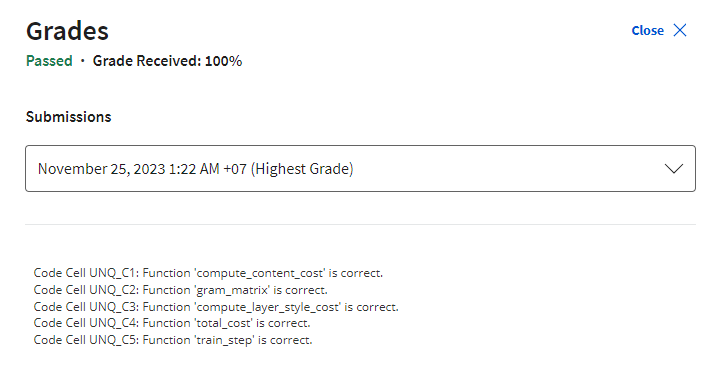 Grades
Close
Passed · Grade Received: 100%
Submissions
November 25, 2023 1:22 AM +07 (Highest Grade)
Code Cell UNQ_C1: Function 'compute_content_cost' is correct.
Code Cell UNQ_C2: Function 'gram_matrix' is correct.
Code Cell UNQ_C3: Function 'compute_layer_style_cost' is correct.
Code Cell UNQ_C4: Function 'total_cost' is correct.
Code Cell UNQ_C5: Function 'train_step' is correct.